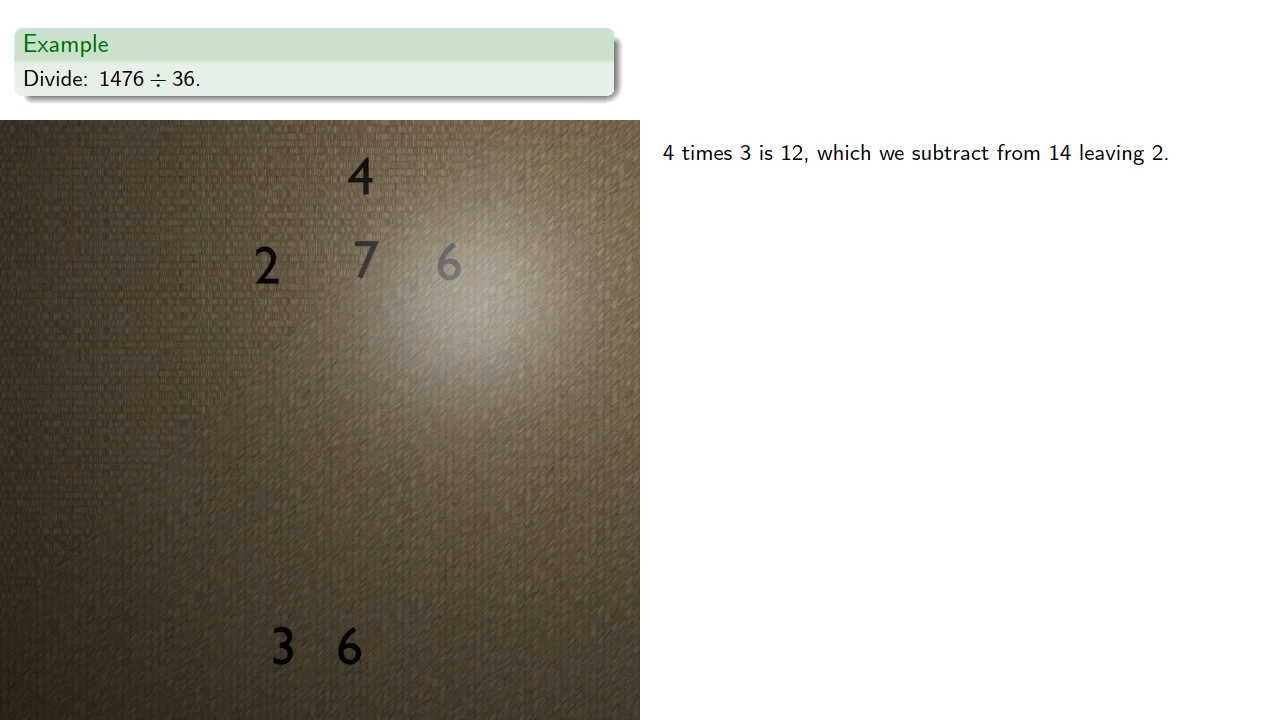 Example
Divide: 1476 ÷ 36.
4 times 3 is 12, which we subtract from 14 leaving 2.
4
2 7 6
3 6